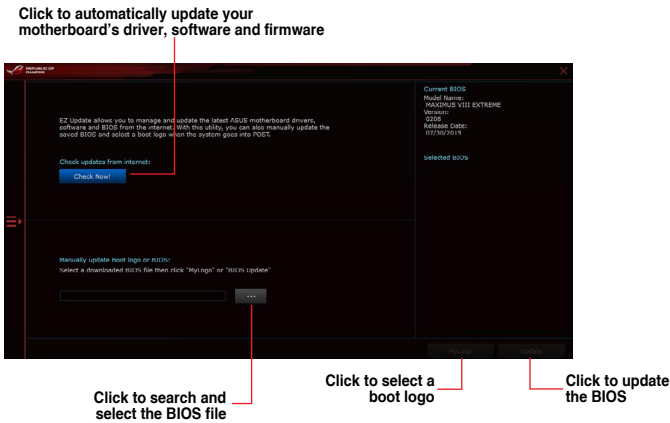 Click to automatically update your
motherboard's driver, software and firmware
REPUBLIC OF
GAMERS
EZ Update allows you to manage and update the latest ASUS motherboard drivers,
software and BIOS from the internet. With this utility, you can also manually update the
saved BIOS and select a boot logo when the system goes into POST.
Check updates from internet:
Check Now!
Current BIOS
Model Name:
MAXIMUS VIII EXTREME
Version:
0208
Release Date:
07/30/2015
Selected BIOS
Manually update Boot logo or BIOS:
Select a downloaded BIOS file then click "MyLogo" or "BIOS Update"
...
MyLogo
Update
Click to search and
select the BIOS file
Click to select a
boot logo
Click to update
the BIOS